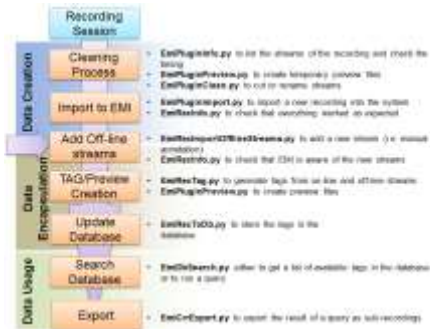 Recording
Session
Data Creation
Cleaning
Process
EmiPluginInfo.py to list the streams of the recording and check the
timing
EmiPluginPreview.py to create temporary preview files
EmiPluginClean.py to cut or rename streams
Import to EMI
EmiPluginImport.py to import a new recording into the system
EmiRecInfo.py to check that everything worked as expected
Data
Encapsulation
Add Off-line
streams
EmiRecImportOfflineStreams.py to add a new stream (i.e. manual
annotation)
EmiRecInfo.py to check that EMI is aware of the new streams
TAG/Preview
Creation
EmiRecTag.py to generate tags from on-line and off-line streams
EmiPluginPreview.py to create preview files
Update
Database
EmiRecToDb.py to store the tags in the
database
Data Usage
Search
Database
EmiDbSearch.py either to get a list of available tags in the database
or to run a query
Export
EmiCrrExport.py to export the result of a query as sub-recordings